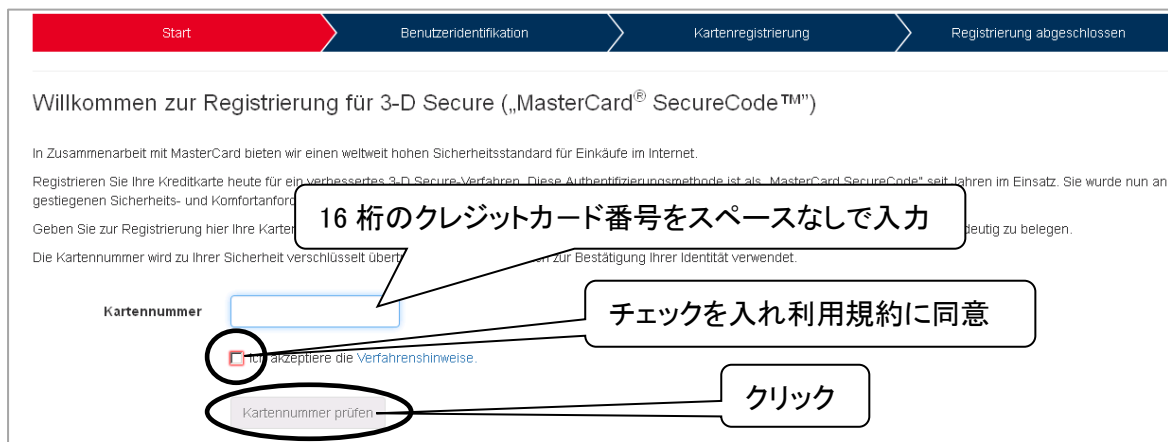 Start Benutzeridentifikation Kartenregistrierung Registrierung abgeschlossen
Willkommen zur Registrierung für 3-D Secure („MasterCard® SecureCode™")
In Zusammenarbeit mit MasterCard bieten wir einen weltweit hohen Sicherheitsstandard für Einkäufe im Internet.
Registrieren Sie Ihre Kreditkarte heute für ein verbessertes 3-D Secure-Verfahren. Diese Authentifizierungsmethode ist als „MasterCard SecureCode" seit Jahren im Einsatz. Sie wurde nun an
gestiegenen Sicherheits- und
16 桁のクレジットカード番号をスペースなしで入力
Geben Sie zur Registrierung hier Ihre zu belegen.
Die Kartennummer wird zu Ihrer Sicherheit verschlüsselt zur Bestätigung Ihrer Identität verwendet.
Kartennummer
チェックを入れ利用規約に同意
Ich akzeptiere die Verfahrenshinweise.
Kartennummer prüfen
クリック